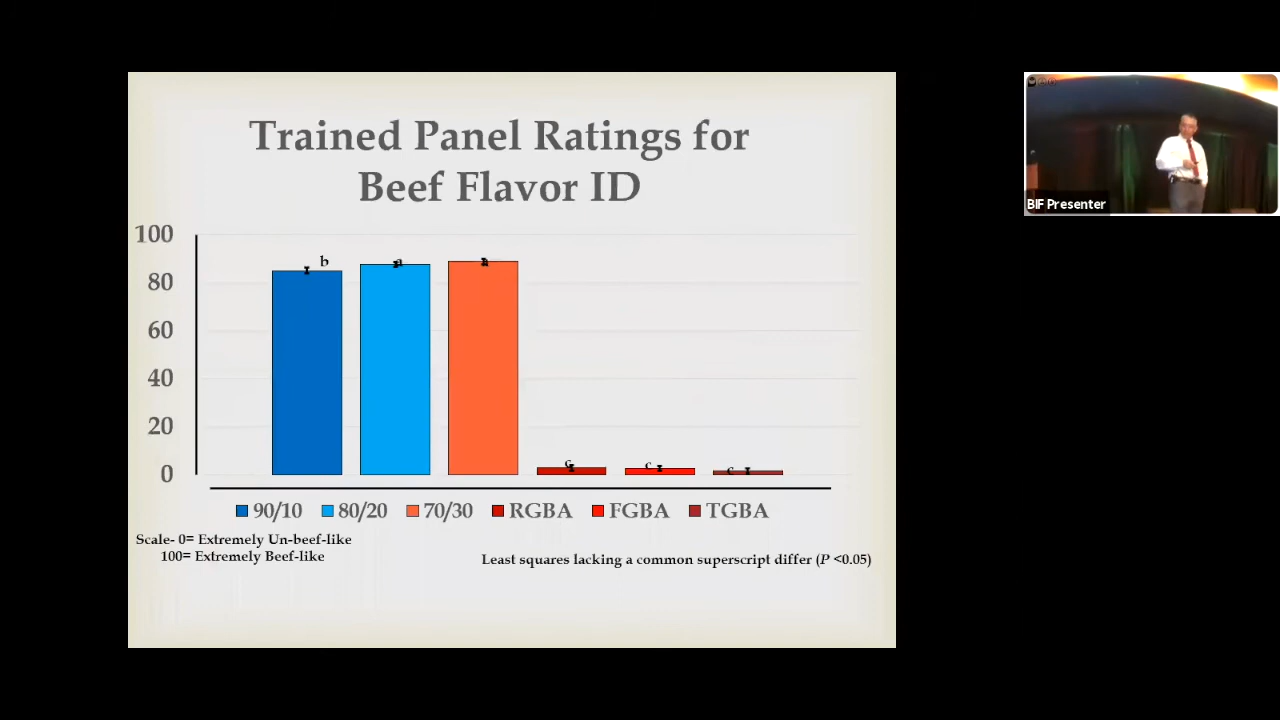 Trained Panel Ratings for
Beef Flavor ID
100
80
60
40
20
0
b
a
a
c
c
c
90/10
80/20
70/30
RGBA
FGBA
TGBA
Scale- 0= Extremely Un-beef-like
100= Extremely Beef-like
Least squares lacking a common superscript differ (P <0.05)
BIF Presenter